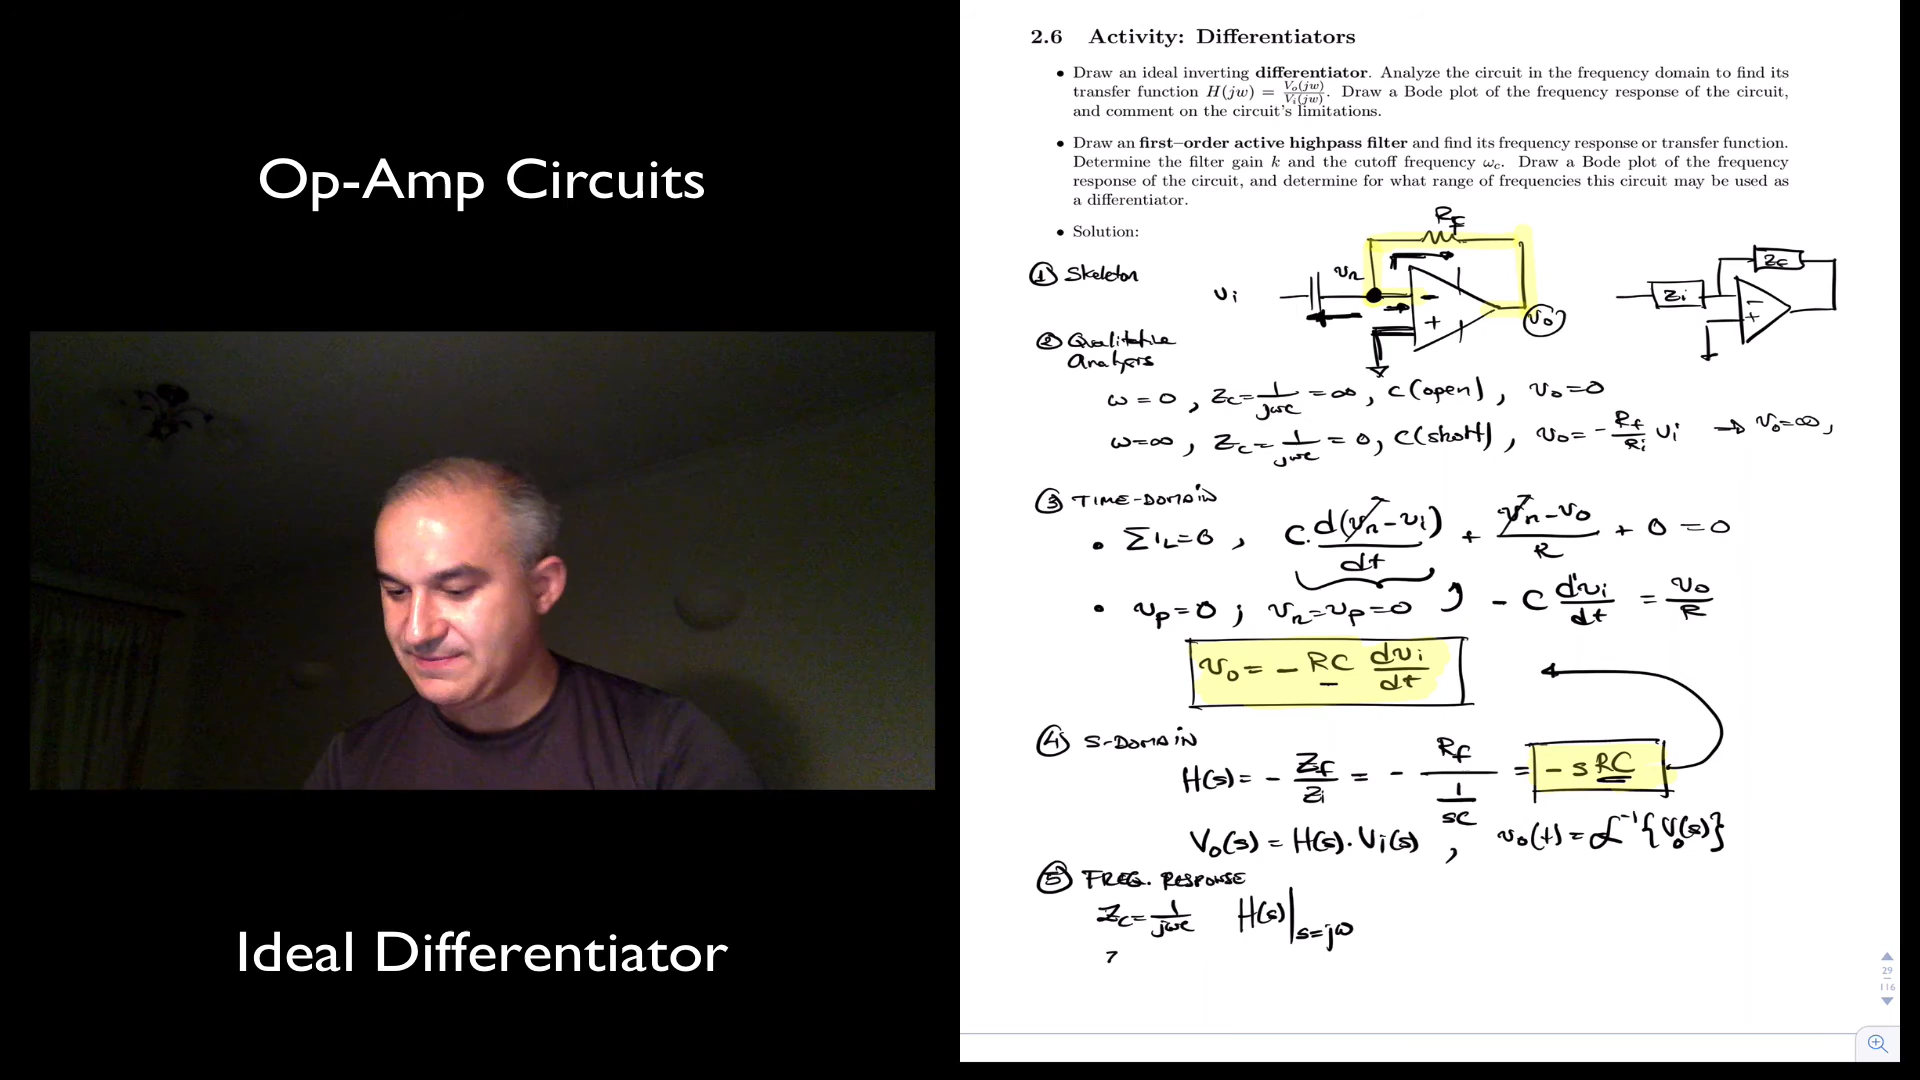 Op-Amp Circuits
Ideal Differentiator
2.6 Activity: Differentiators
• Draw an ideal inverting differentiator. Analyze the circuit in the frequency domain to find its
transfer function H(jw) = Vo(jw)/Vi(jw). Draw a Bode plot of the frequency response of the circuit,
and comment on the circuit's limitations.
• Draw an first–order active highpass filter and find its frequency response or transfer function.
Determine the filter gain k and the cutoff frequency ωc. Draw a Bode plot of the frequency
response of the circuit, and determine for what range of frequencies this circuit may be used as
a differentiator.
• Solution:
Rf
① Skeleton
vi
vn
-
+
vo
Zi
Zf
-
+
② Qualitative
Analysis
ω = 0, Zc = 1/jωc = ∞, c(open), vo = 0
ω = ∞, Zc = 1/jωc = 0, c(short), vo = - Rf/Ri vi → vo = ∞,
③ TIME-DOMAIN
• Σi = 0, C. d(vn - vi)/dt + (vn - vo)/R + 0 = 0
• vp = 0; vn = vp = 0, - C dvi/dt = vo/R
vo = - RC dvi/dt
④ S-DOMAIN
H(s) = - Zf/Zi = - Rf/(1/sc) = - sRC
Vo(s) = H(s). Vi(s), vo(t) = ℒ⁻¹{Vo(s)}
⑤ FREQ. RESPONSE
Zc = 1/jωc H(s)|s=jω
29
116